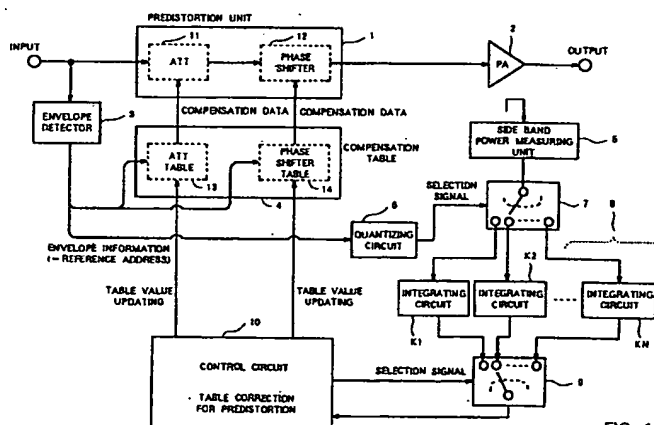 PREDISTORTION UNIT
INPUT
11
ATT
12
PHASE
SHIFTER
1
2
PA
OUTPUT
ENVELOPE
DETECTOR
3
COMPENSATION DATA
COMPENSATION DATA
SIDE BAND
POWER MEASURING
UNIT
5
ATT
TABLE
13
PHASE
SHIFTER
TABLE
14
COMPENSATION
TABLE
4
6
QUANTIZING
CIRCUIT
SELECTION
SIGNAL
7
8
ENVELOPE INFORMATION
(=REFERENCE ADDRESS)
TABLE VALUE
UPDATING
TABLE VALUE
UPDATING
INTEGRATING
CIRCUIT
K1
K2
INTEGRATING
CIRCUIT
INTEGRATING
CIRCUIT
KN
10
CONTROL CIRCUIT
TABLE CORRECTION
FOR PREDISTORTION
SELECTION SIGNAL
9